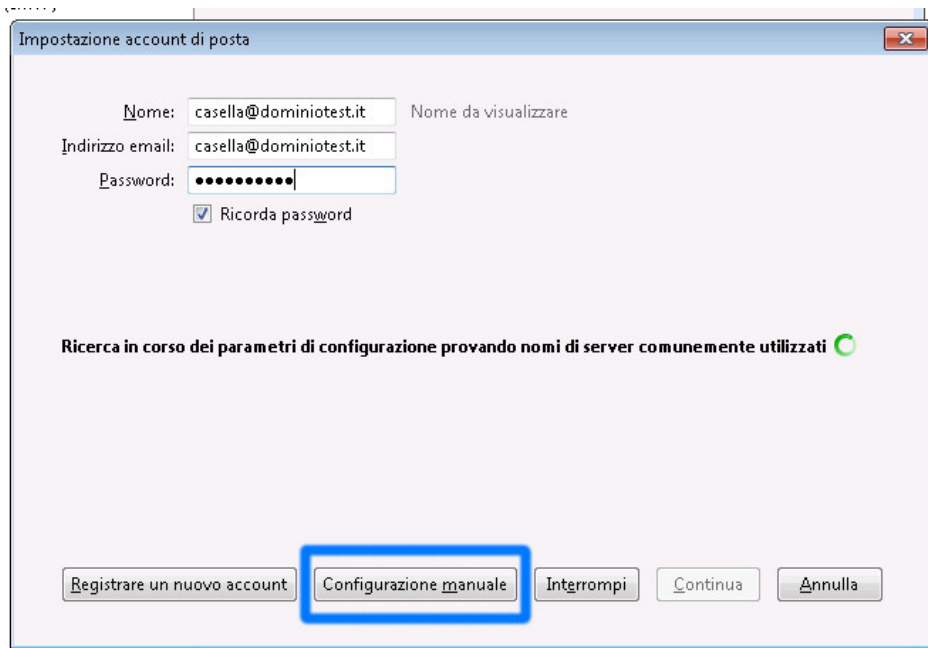 Impostazione account di posta
Nome: casella@dominiotest.it Nome da visualizzare
Indirizzo email: casella@dominiotest.it
Password: ●●●●●●●●●●
Ricorda password
Ricerca in corso dei parametri di configurazione provando nomi di server comunemente utilizzati
Registrare un nuovo account Configurazione manuale Interrompi Continua Annulla